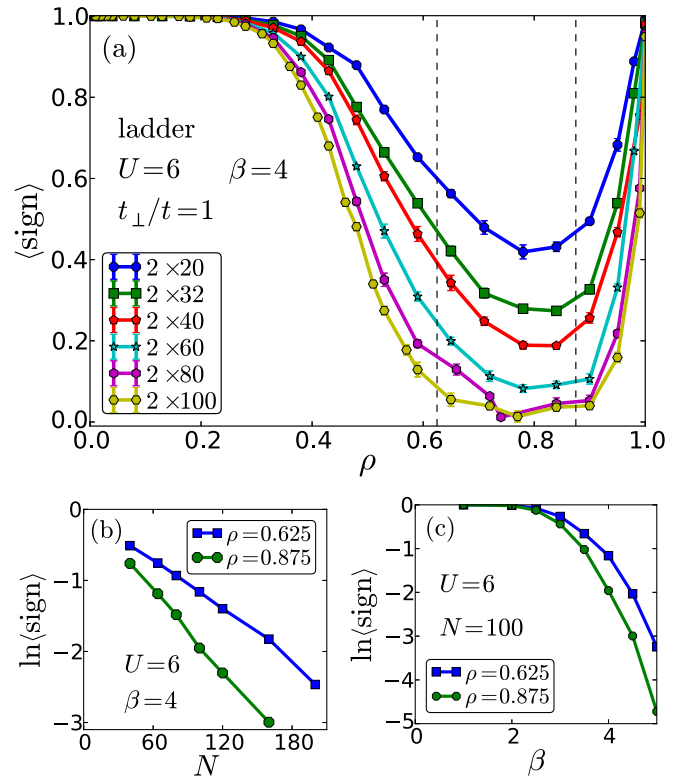 1.0
0.8
0.6
0.4
0.2
0.0
⟨sign⟩
(a)
ladder
U=6 β=4
t⊥/t=1
2×20
2×32
2×40
2×60
2×80
2×100
0.0 0.2 0.4 0.6 0.8 1.0
ρ
(b)
ρ=0.625
ρ=0.875
0
−1
−2
−3
ln⟨sign⟩
U=6
β=4
0 60 120 180
N
(c)
0
−1
−2
−3
−4
−5
ln⟨sign⟩
U=6
N=100
ρ=0.625
ρ=0.875
0 2 4
β